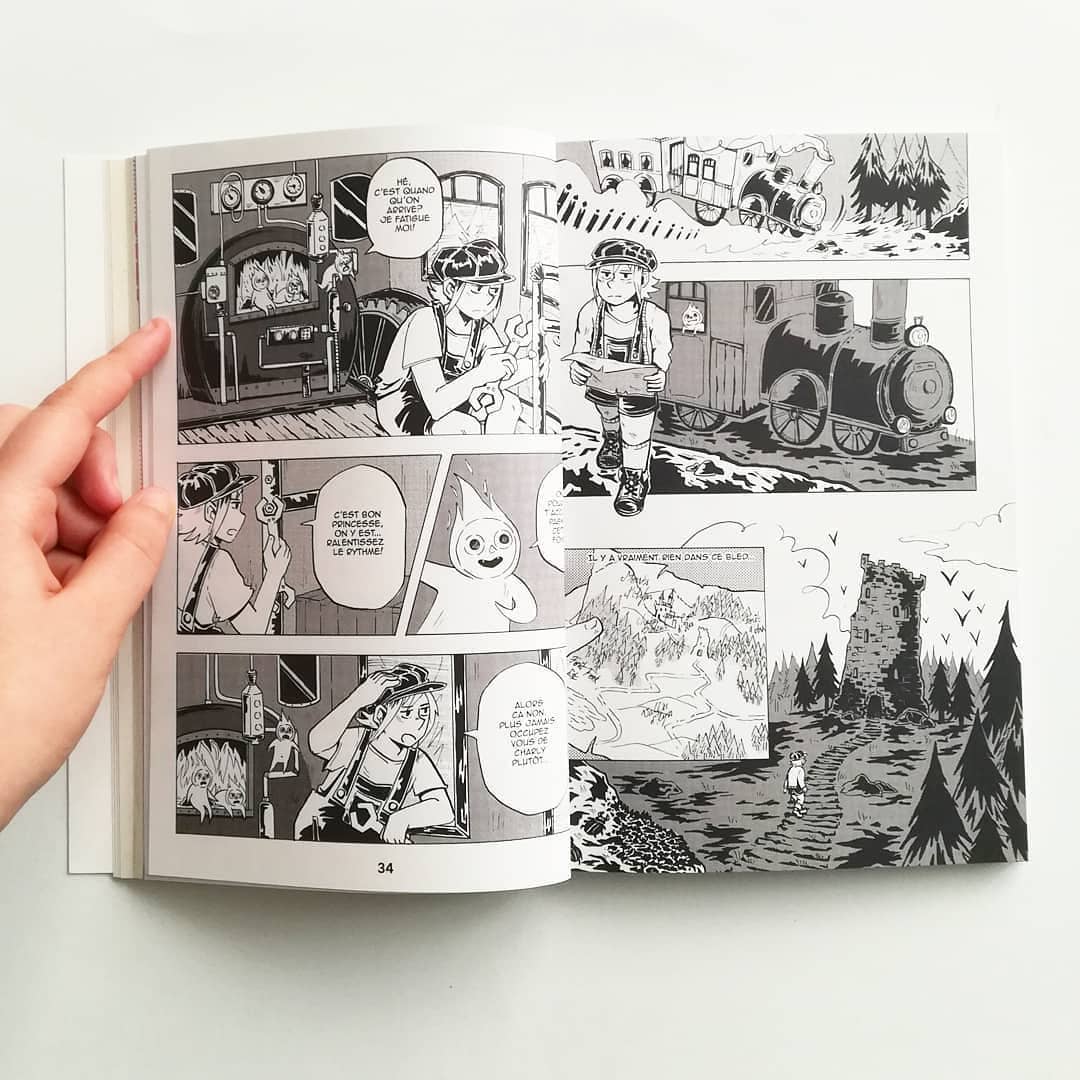 HÉ,
C'EST QUAND
QU'ON
ARRIVE?
JE FATIGUE
MOI!
C'EST BON
PRINCESSE,
ON Y EST...
RALENTISSEZ
LE RYTHME!
ALORS
ÇA NON
PLUS JAMAIS
OCCUPEZ
VOUS DE
CHARLY
PLUTÔT...
34
IL Y A VRAIMENT RIEN DANS CE BLED...